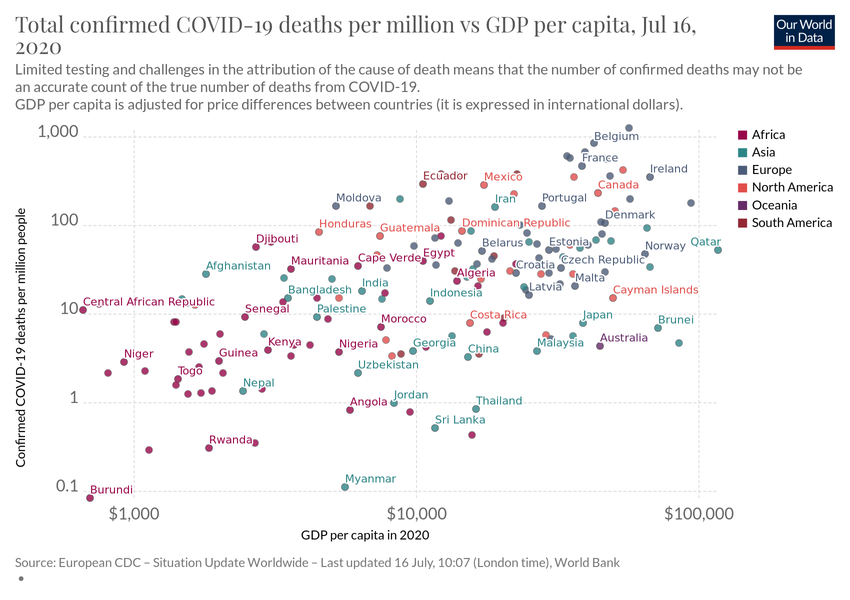 Total confirmed COVID-19 deaths per million vs GDP per capita, Jul 16,
2020
Our World
in Data
Limited testing and challenges in the attribution of the cause of death means that the number of confirmed deaths may not be
an accurate count of the true number of deaths from COVID-19.
GDP per capita is adjusted for price differences between countries (it is expressed in international dollars).
1,000
Belgium
Africa
Asia
Europe
North America
Oceania
South America
France
Ireland
Ecuador
Mexico
Canada
Moldova
Iran
Portugal
100
Honduras
Guatemala
Dominican Republic
Denmark
Djibouti
Belarus
Estonia
Norway
Qatar
Afghanistan
Mauritania
Cape Verde
Egypt
Croatia
Czech Republic
Algeria
Bangladesh
India
Indonesia
Latvia
Malta
Cayman Islands
10
Central African Republic
Senegal
Palestine
Morocco
Costa Rica
Japan
Brunei
Niger
Guinea
Kenya
Nigeria
Georgia
China
Malaysia
Australia
Togo
Uzbekistan
Nepal
1
Angola
Jordan
Thailand
Sri Lanka
Rwanda
Myanmar
0.1
Burundi
$1,000
$10,000
$100,000
Confirmed COVID-19 deaths per million people
GDP per capita in 2020
Source: European CDC – Situation Update Worldwide – Last updated 16 July, 10:07 (London time), World Bank